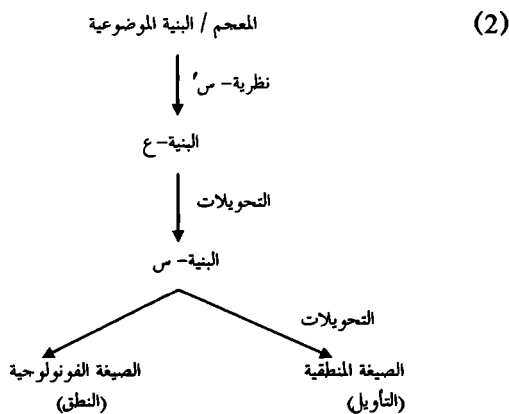 (2)
المعجم / البنية الموضوعية
نظرية- س'
البنية-ع
التحويلات
البنية- س
التحويلات
الصيغة المنطقية
(التأويل)
الصيغة الفونولوجية
(النطق)